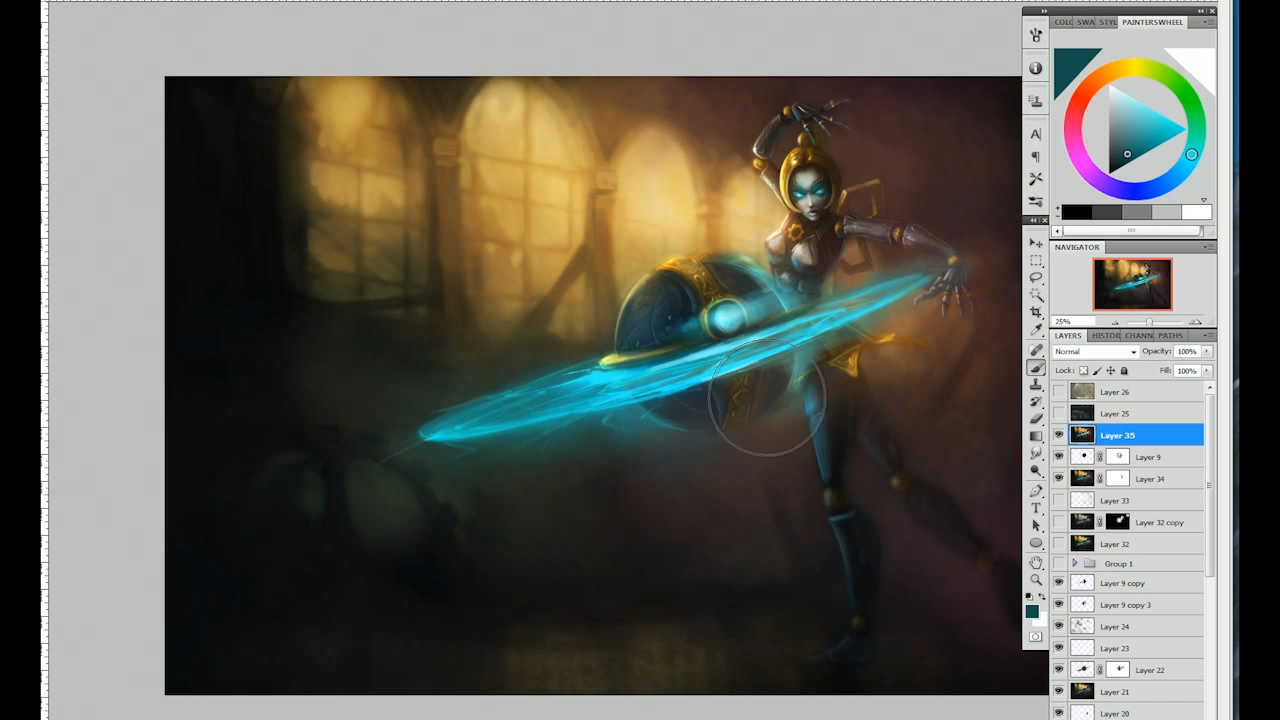 COLO SWA STYL PAINTERSWHEEL
NAVIGATOR
25%
LAYERS HISTOR CHANN PATHS
Normal Opacity: 100%
Lock: Fill: 100%
Layer 26
Layer 25
Layer 35
Layer 9
Layer 34
Layer 33
Layer 32 copy
Layer 32
Group 1
Layer 9 copy
Layer 9 copy 3
Layer 24
Layer 23
Layer 22
Layer 21
Layer 20